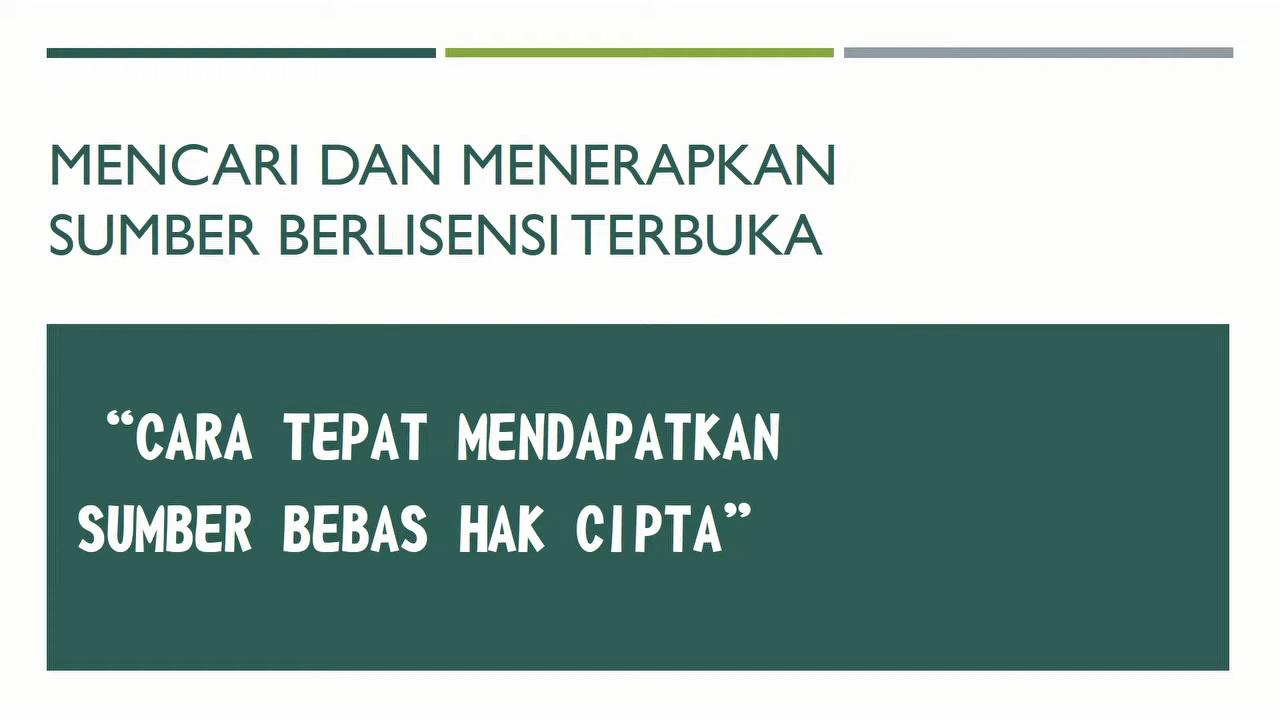 MENCARI DAN MENERAPKAN
SUMBER BERLISENSI TERBUKA
“CARA TEPAT MENDAPATKAN
SUMBER BEBAS HAK CIPTA”